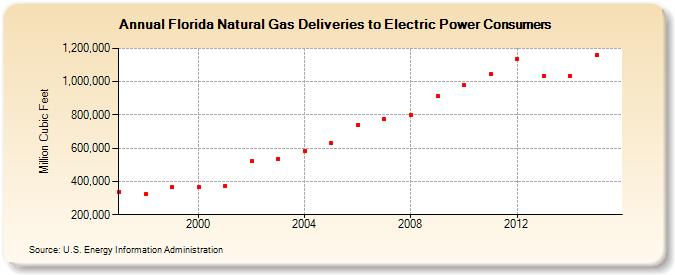 Annual Florida Natural Gas Deliveries to Electric Power Consumers
Million Cubic Feet
1,200,000
1,000,000
800,000
600,000
400,000
200,000
2000 2004 2008 2012
Source: U.S. Energy Information Administration